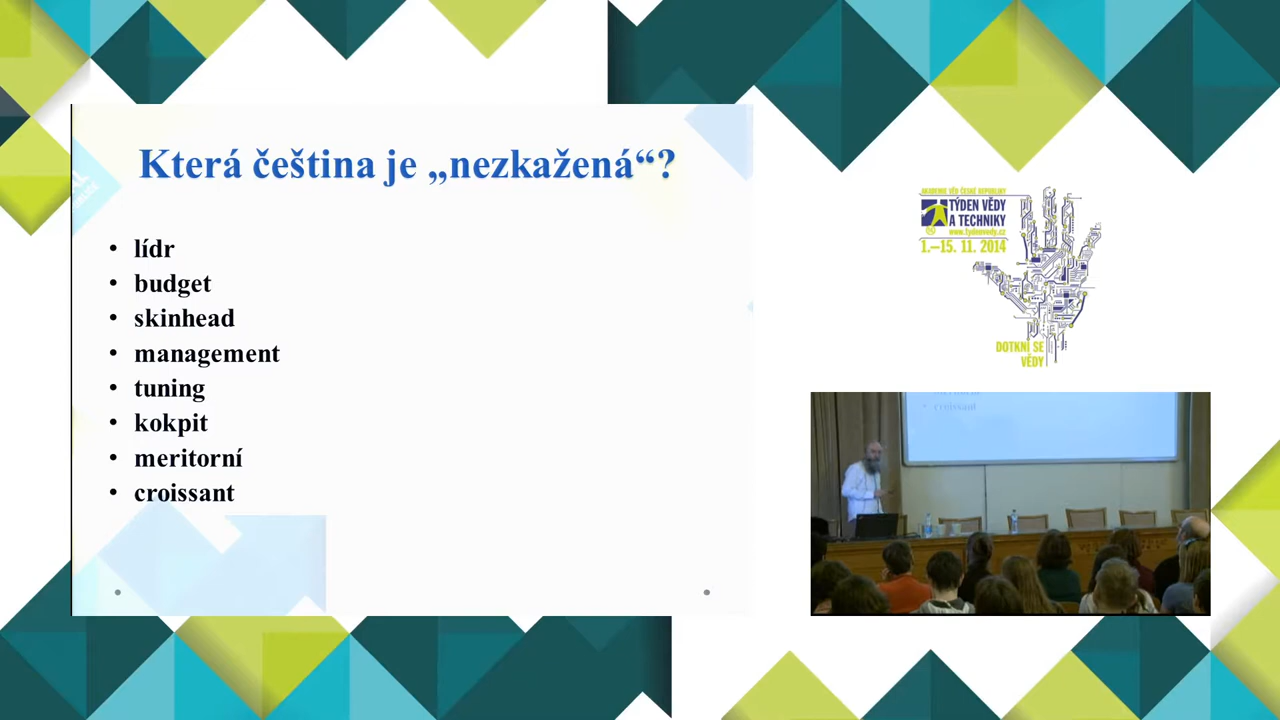 Která čeština je „nezkažená“?
• lídr
• budget
• skinhead
• management
• tuning
• kokpit
• meritorní
• croissant
AKADEMIE VĚD ČESKÉ REPUBLIKY
TÝDEN VĚDY
A TECHNIKY
www.tydenvedy.cz
1.–15. 11. 2014
DOTKNI SE
VĚDY
• croissant